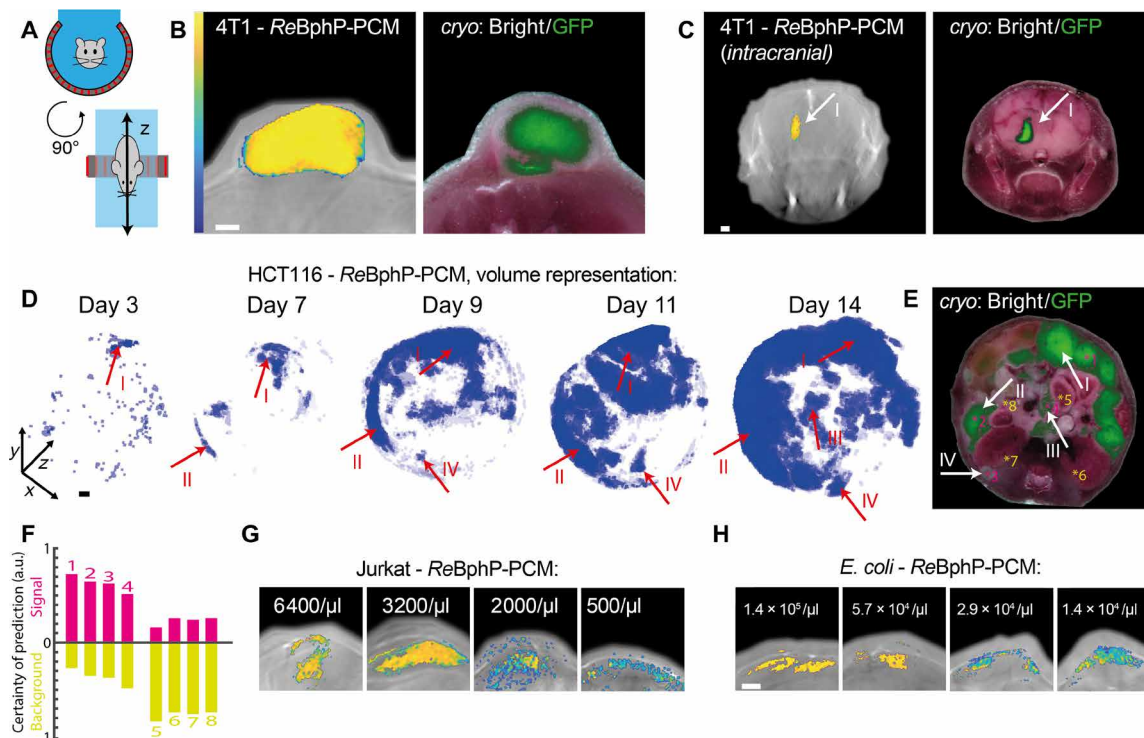 A
90°
z
B
4T1 - ReBphP-PCM
cryo: Bright/GFP
C
4T1 - ReBphP-PCM
(intracranial)
I
cryo: Bright/GFP
I
HCT116 - ReBphP-PCM, volume representation:
D
Day 3
Day 7
Day 9
Day 11
Day 14
I
I
II
I
II
IV
I
II
IV
I
II
III
IV
y
z
x
E
cryo: Bright/GFP
I
II
III
IV
*5
*8
*7
*6
F
Certainty of prediction (a.u.)
Signal
Background
1
0
1
1
2
3
4
5
6
7
8
G
Jurkat - ReBphP-PCM:
6400/µl
3200/µl
2000/µl
500/µl
H
E. coli - ReBphP-PCM:
1.4 × 10⁵/µl
5.7 × 10⁴/µl
2.9 × 10⁴/µl
1.4 × 10⁴/µl